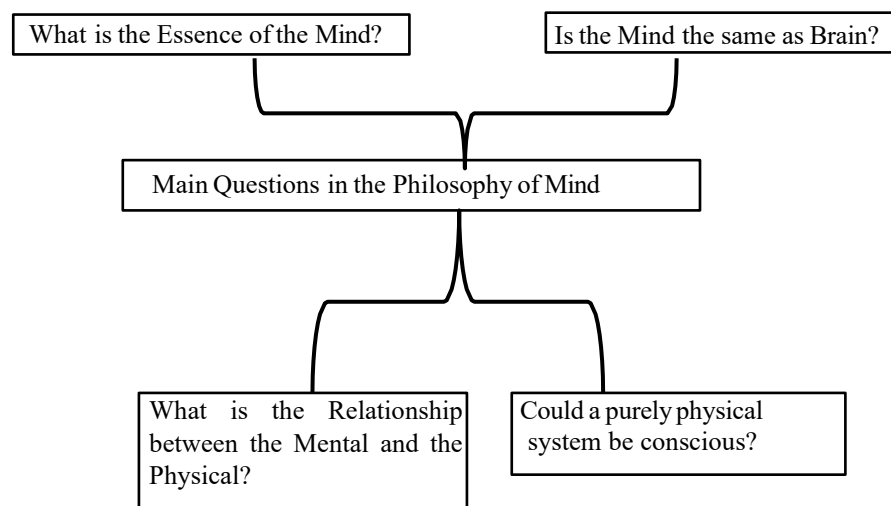 What is the Essence of the Mind?
Is the Mind the same as Brain?
Main Questions in the Philosophy of Mind
What is the Relationship
between the Mental and the
Physical?
Could a purely physical
system be conscious?